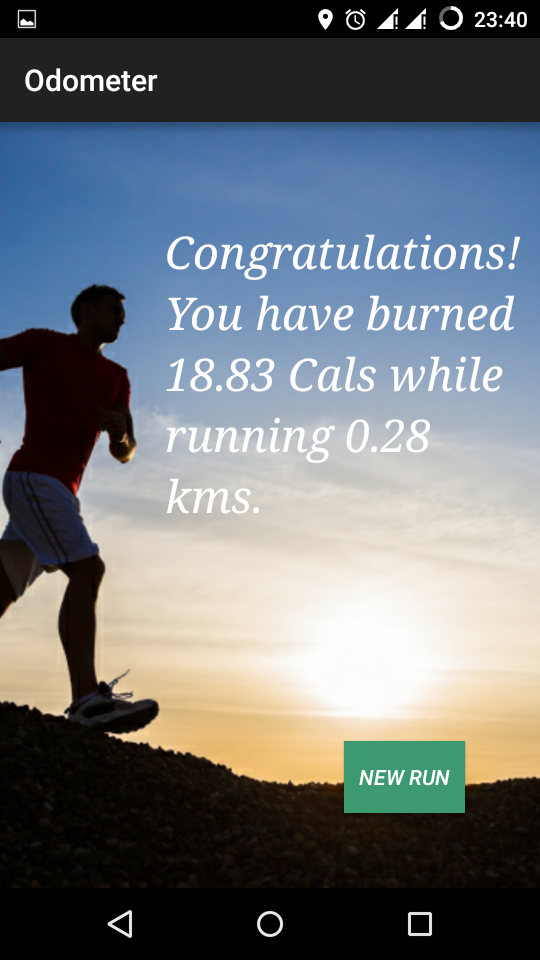 23:40
Odometer
Congratulations!
You have burned
18.83 Cals while
running 0.28
kms.
NEW RUN